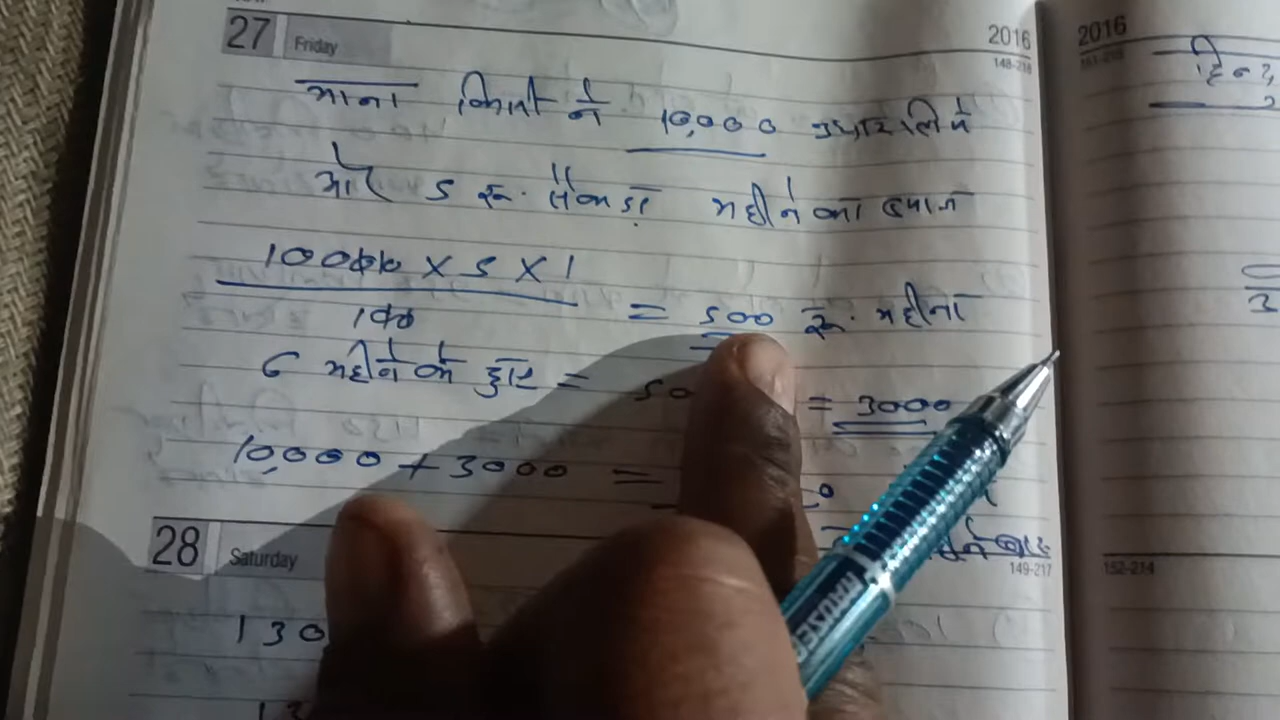 27 Friday 2016
148-218
माना किसी ने 10,000 उधार लिये
और 5 रू. सैंकड़ा महीने का ब्याज
10000 X 5 X 1
100
= 500 रू. महीना
6 महीने के हुए = 50 = 3000
10,000 + 3000 =
28 Saturday 149-217
130
2016
152-214